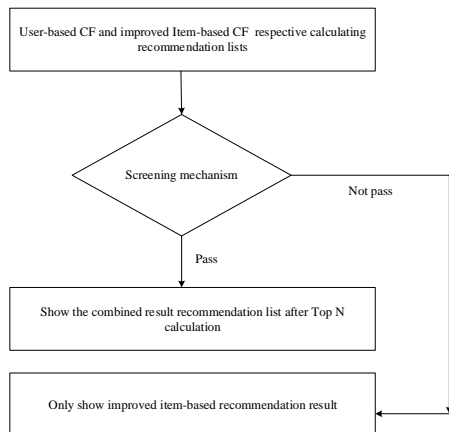 User-based CF and improved Item-based CF respective calculating
recommendation lists
Screening mechanism
Not pass
Pass
Show the combined result recommendation list after Top N
calculation
Only show improved item-based recommendation result